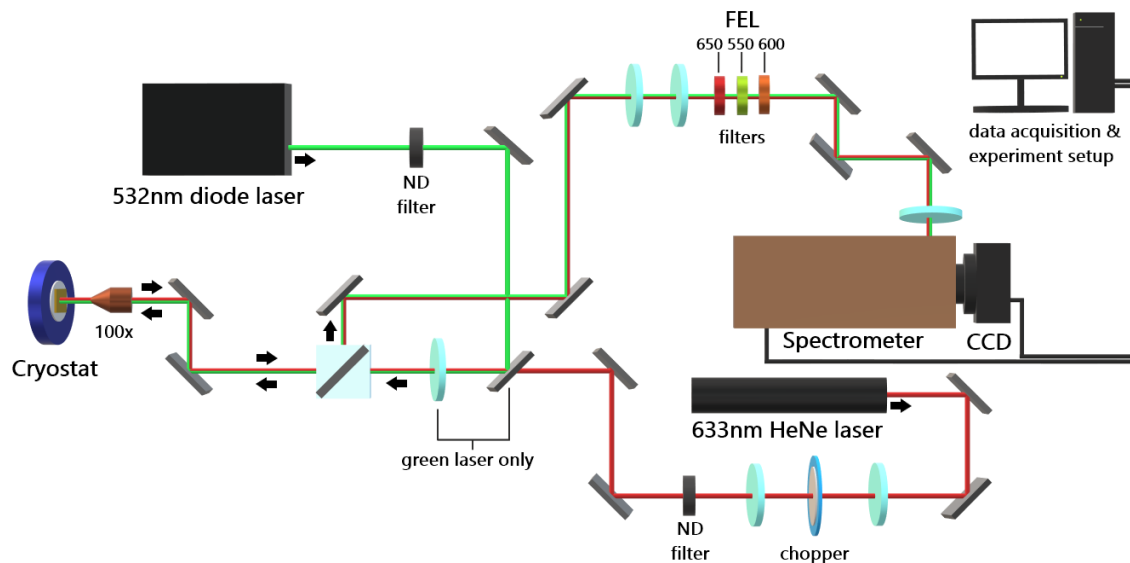 FEL
650 550 600
filters
data acquisition &
experiment setup
532nm diode laser
ND
filter
100x
Cryostat
Spectrometer
CCD
633nm HeNe laser
green laser only
ND
filter
chopper